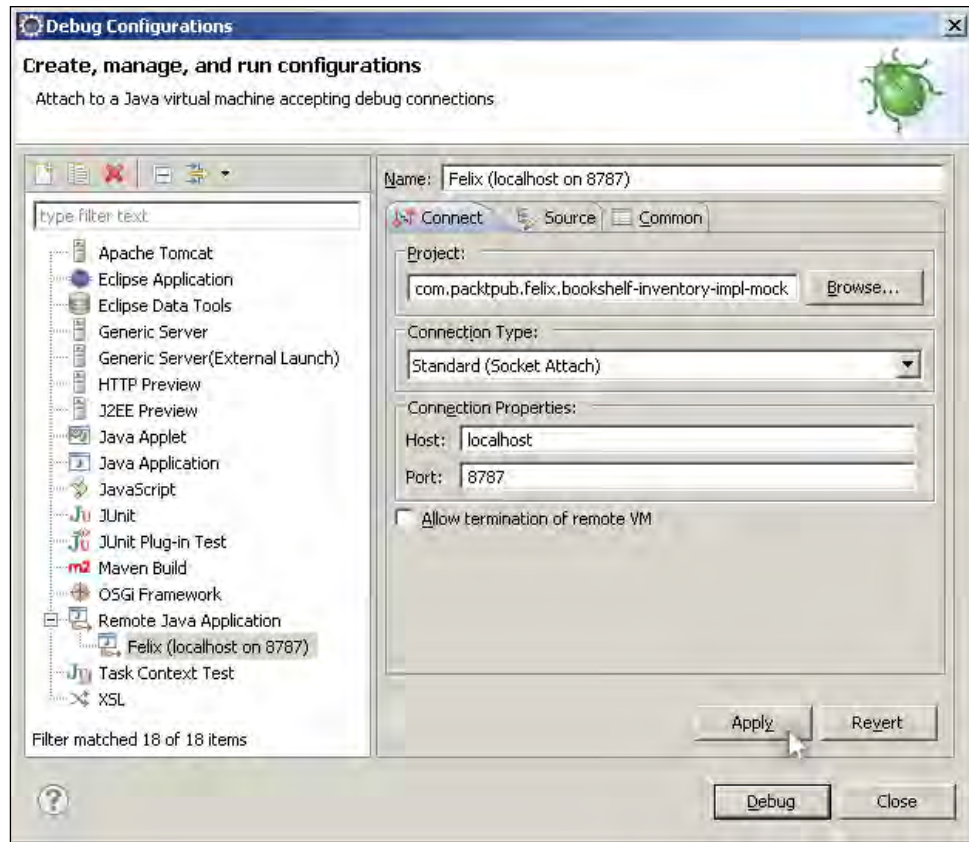 Debug Configurations
Create, manage, and run configurations
Attach to a Java virtual machine accepting debug connections
type filter text
Apache Tomcat
Eclipse Application
Eclipse Data Tools
Generic Server
Generic Server(External Launch)
HTTP Preview
J2EE Preview
Java Applet
Java Application
JavaScript
Ju JUnit
JUnit Plug-in Test
m2 Maven Build
OSGi Framework
Remote Java Application
Felix (localhost on 8787)
Ju Task Context Test
XSL
Filter matched 18 of 18 items
Name: Felix (localhost on 8787)
Connect Source Common
Project:
com.packtpub.felix.bookshelf-inventory-impl-mock Browse...
Connection Type:
Standard (Socket Attach)
Connection Properties:
Host: localhost
Port: 8787
Allow termination of remote VM
Apply Revert
? Debug Close